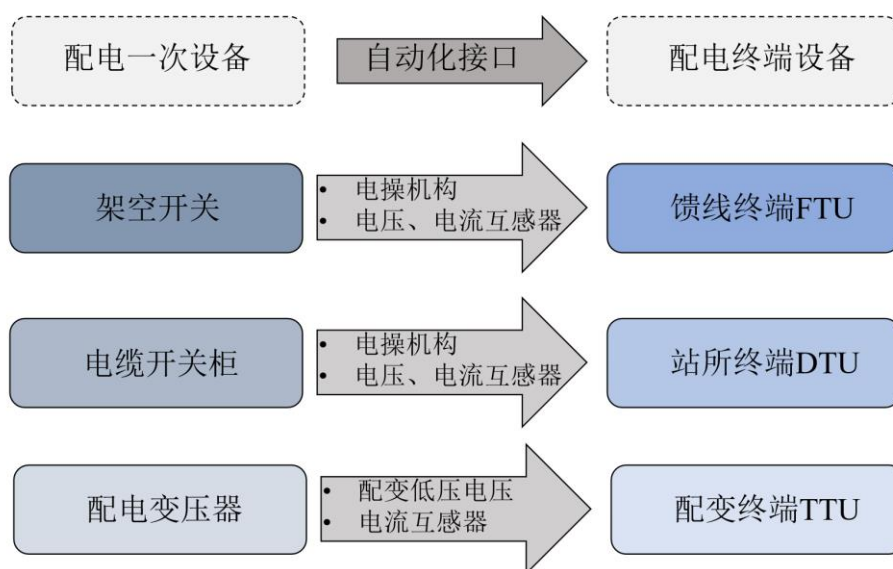 配电一次设备
自动化接口
配电终端设备
架空开关
• 电操机构
• 电压、电流互感器
馈线终端FTU
电缆开关柜
• 电操机构
• 电压、电流互感器
站所终端DTU
配电变压器
• 配变低压电压
• 电流互感器
配变终端TTU